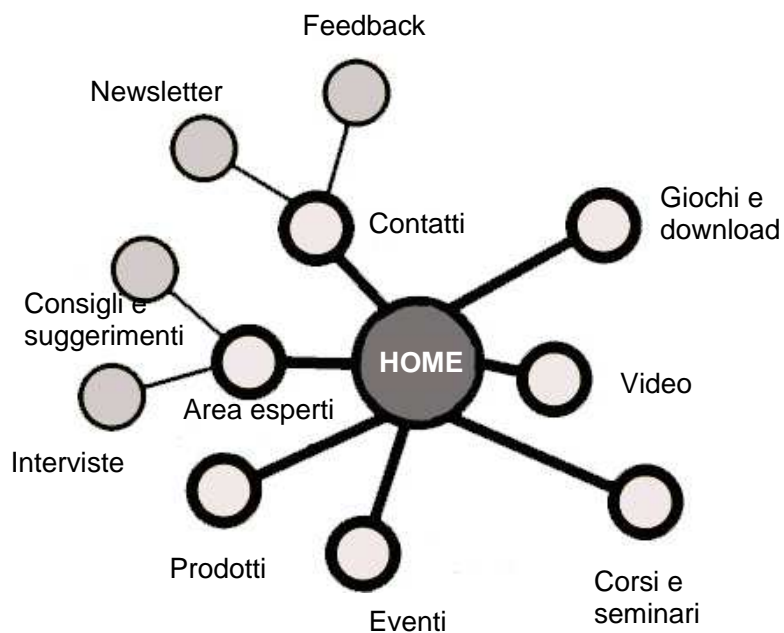 Feedback
Newsletter
Contatti
Giochi e
download
Consigli e
suggerimenti
HOME
Video
Area esperti
Interviste
Prodotti
Eventi
Corsi e
seminari